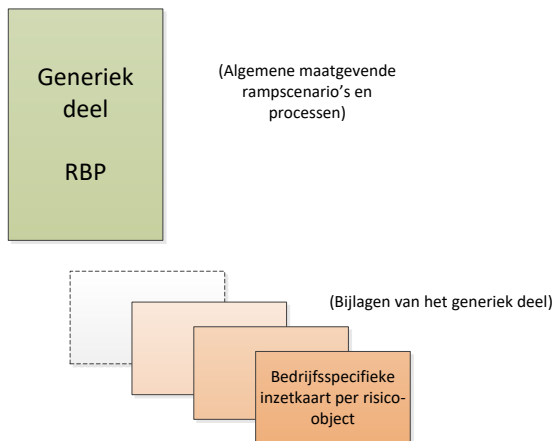 Generiek
deel
RBP
(Algemene maatgevende
rampscenario’s en
processen)
(Bijlagen van het generiek deel)
Bedrijfsspecifieke
inzetkaart per risico-
object